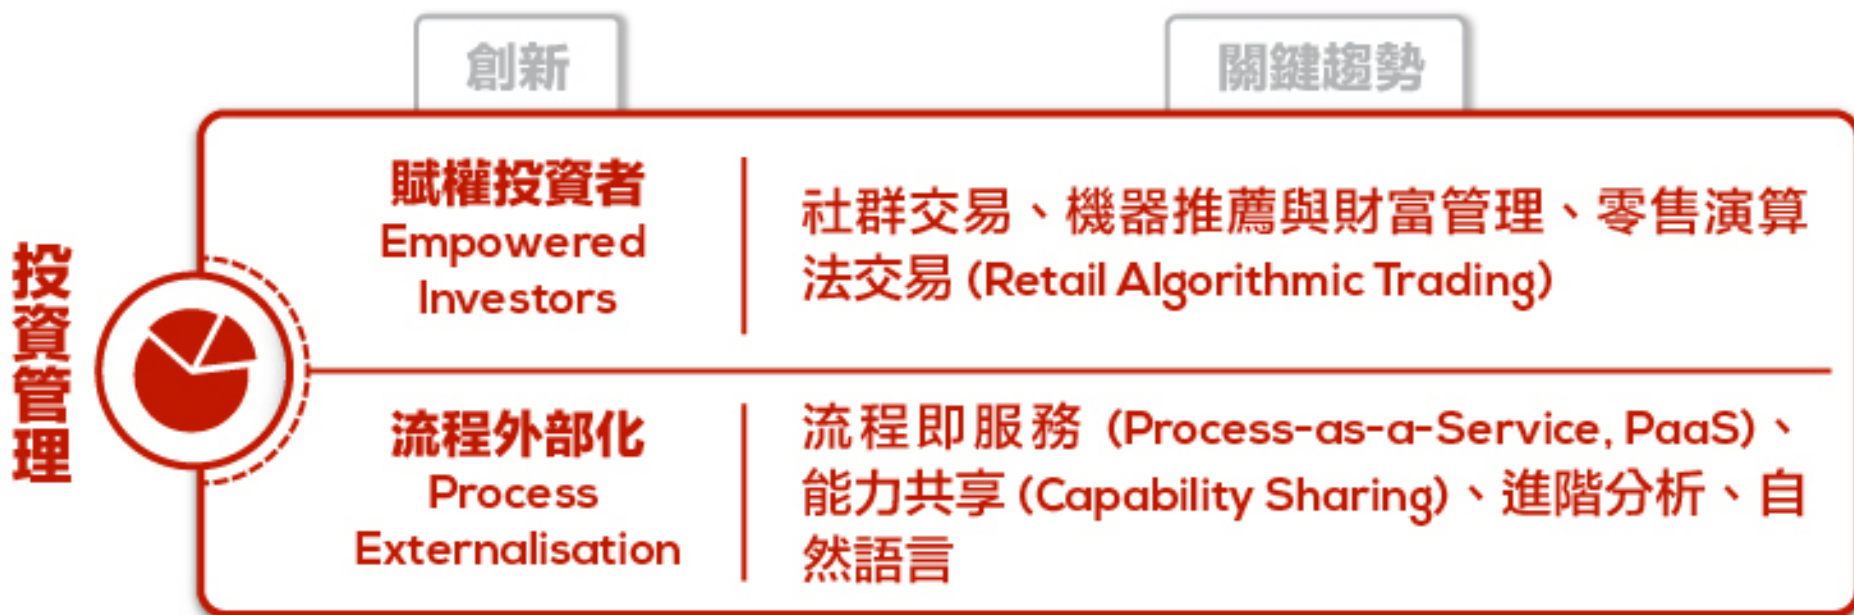 創新
關鍵趨勢
投資管理
賦權投資者
Empowered
Investors
社群交易、機器推薦與財富管理、零售演算
法交易 (Retail Algorithmic Trading)
流程外部化
Process
Externalisation
流程即服務 (Process-as-a-Service, PaaS)、
能力共享 (Capability Sharing)、進階分析、自
然語言